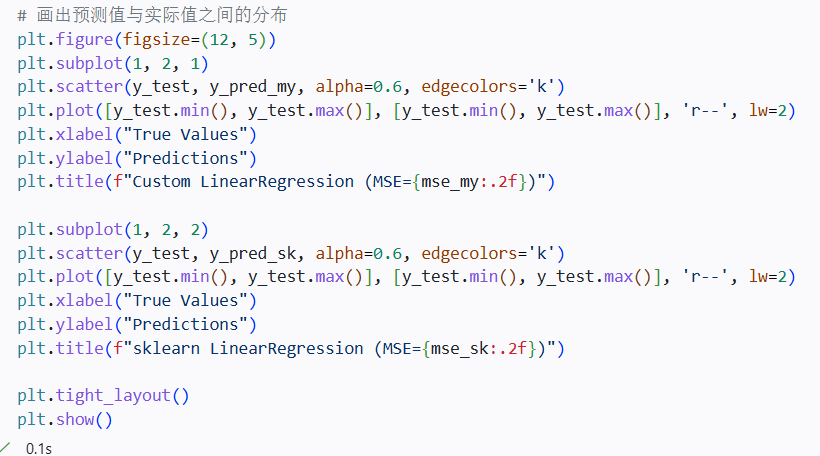 # 画出预测值与实际值之间的分布
plt.figure(figsize=(12, 5))
plt.subplot(1, 2, 1)
plt.scatter(y_test, y_pred_my, alpha=0.6, edgecolors='k')
plt.plot([y_test.min(), y_test.max()], [y_test.min(), y_test.max()], 'r--', lw=2)
plt.xlabel("True Values")
plt.ylabel("Predictions")
plt.title(f"Custom LinearRegression (MSE={mse_my:.2f})")
plt.subplot(1, 2, 2)
plt.scatter(y_test, y_pred_sk, alpha=0.6, edgecolors='k')
plt.plot([y_test.min(), y_test.max()], [y_test.min(), y_test.max()], 'r--', lw=2)
plt.xlabel("True Values")
plt.ylabel("Predictions")
plt.title(f"sklearn LinearRegression (MSE={mse_sk:.2f})")
plt.tight_layout()
plt.show()
0.1s